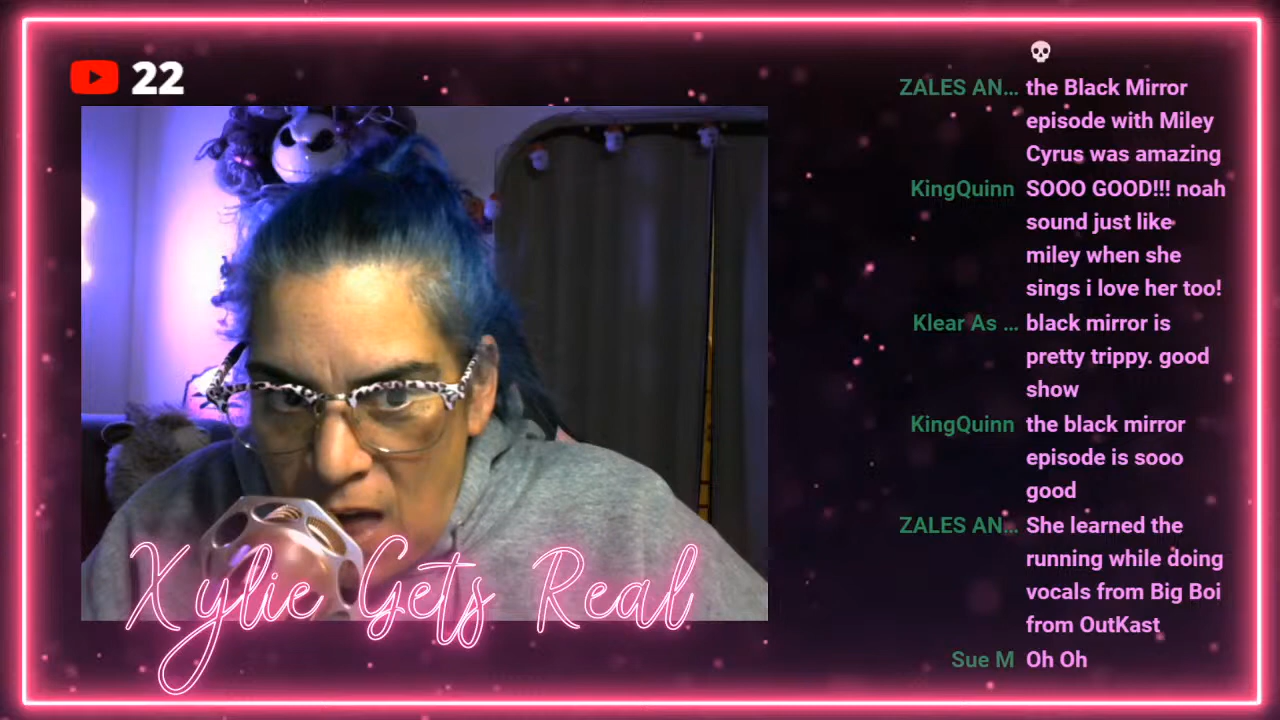 22
ZALES AN... the Black Mirror
episode with Miley
Cyrus was amazing
KingQuinn SOOO GOOD!!! noah
sound just like
miley when she
sings i love her too!
Klear As ... black mirror is
pretty trippy. good
show
KingQuinn the black mirror
episode is sooo
good
ZALES AN... She learned the
running while doing
vocals from Big Boi
from OutKast
Sue M Oh Oh
Xylie Gets Real